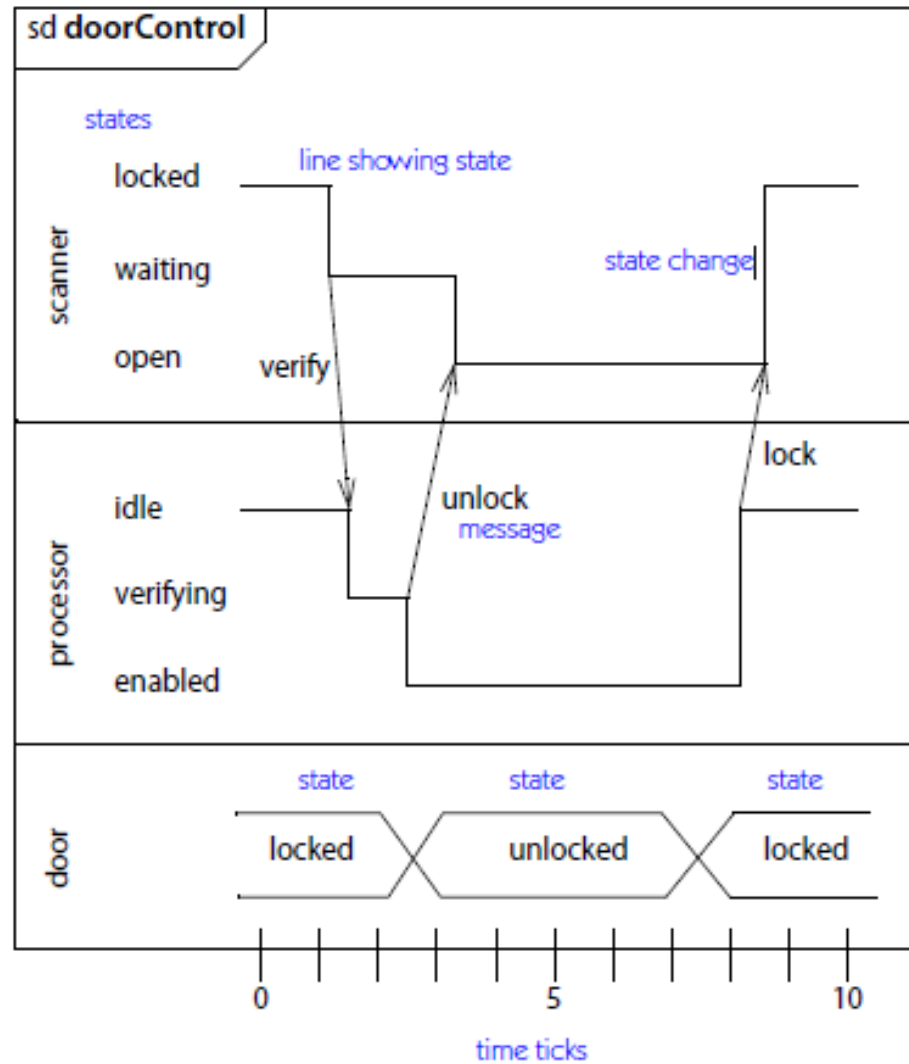 sd doorControl
states
locked
line showing state
scanner
waiting
state change
open
verify
lock
processor
idle
unlock
message
verifying
enabled
state state state
door
locked unlocked locked
0 5 10
time ticks